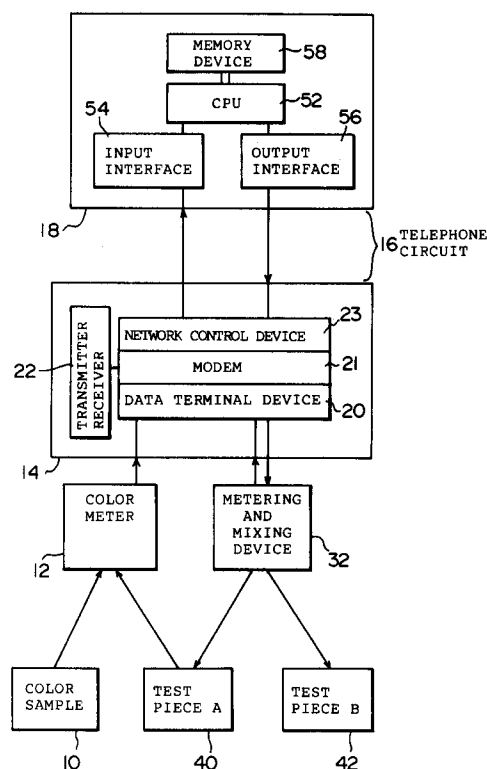 MEMORY
DEVICE
58
CPU
52
54
56
INPUT
INTERFACE
OUTPUT
INTERFACE
18
16 TELEPHONE
CIRCUIT
23
NETWORK CONTROL DEVICE
22
TRANSMITTER
RECEIVER
MODEM
21
DATA TERMINAL DEVICE
20
14
COLOR
METER
METERING
AND
MIXING
DEVICE
12
32
COLOR
SAMPLE
TEST
PIECE A
TEST
PIECE B
10
40
42